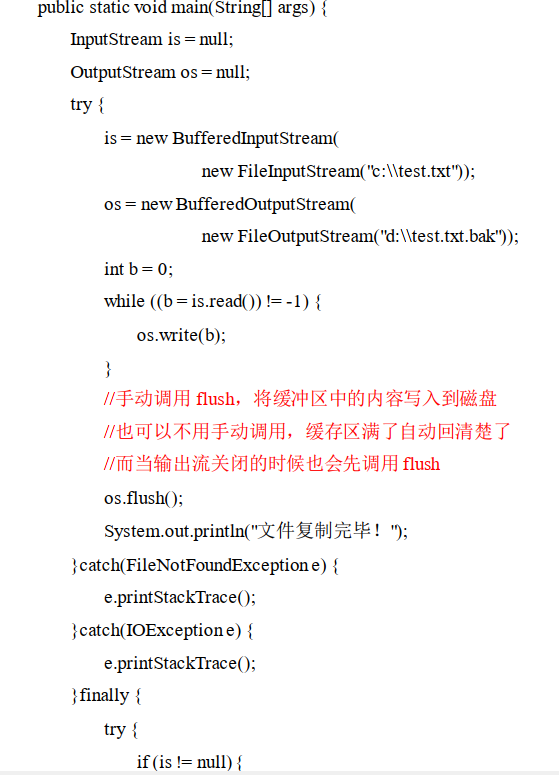 public static void main(String[] args) {
InputStream is = null;
OutputStream os = null;
try {
is = new BufferedInputStream(
new FileInputStream("c:\\test.txt"));
os = new BufferedOutputStream(
new FileOutputStream("d:\\test.txt.bak"));
int b = 0;
while ((b = is.read()) != -1) {
os.write(b);
}
//手动调用 flush，将缓冲区中的内容写入到磁盘
//也可以不用手动调用，缓存区满了自动回清楚了
//而当输出流关闭的时候也会先调用 flush
os.flush();
System.out.println("文件复制完毕！");
}catch(FileNotFoundException e) {
e.printStackTrace();
}catch(IOException e) {
e.printStackTrace();
}finally {
try {
if (is != null) {